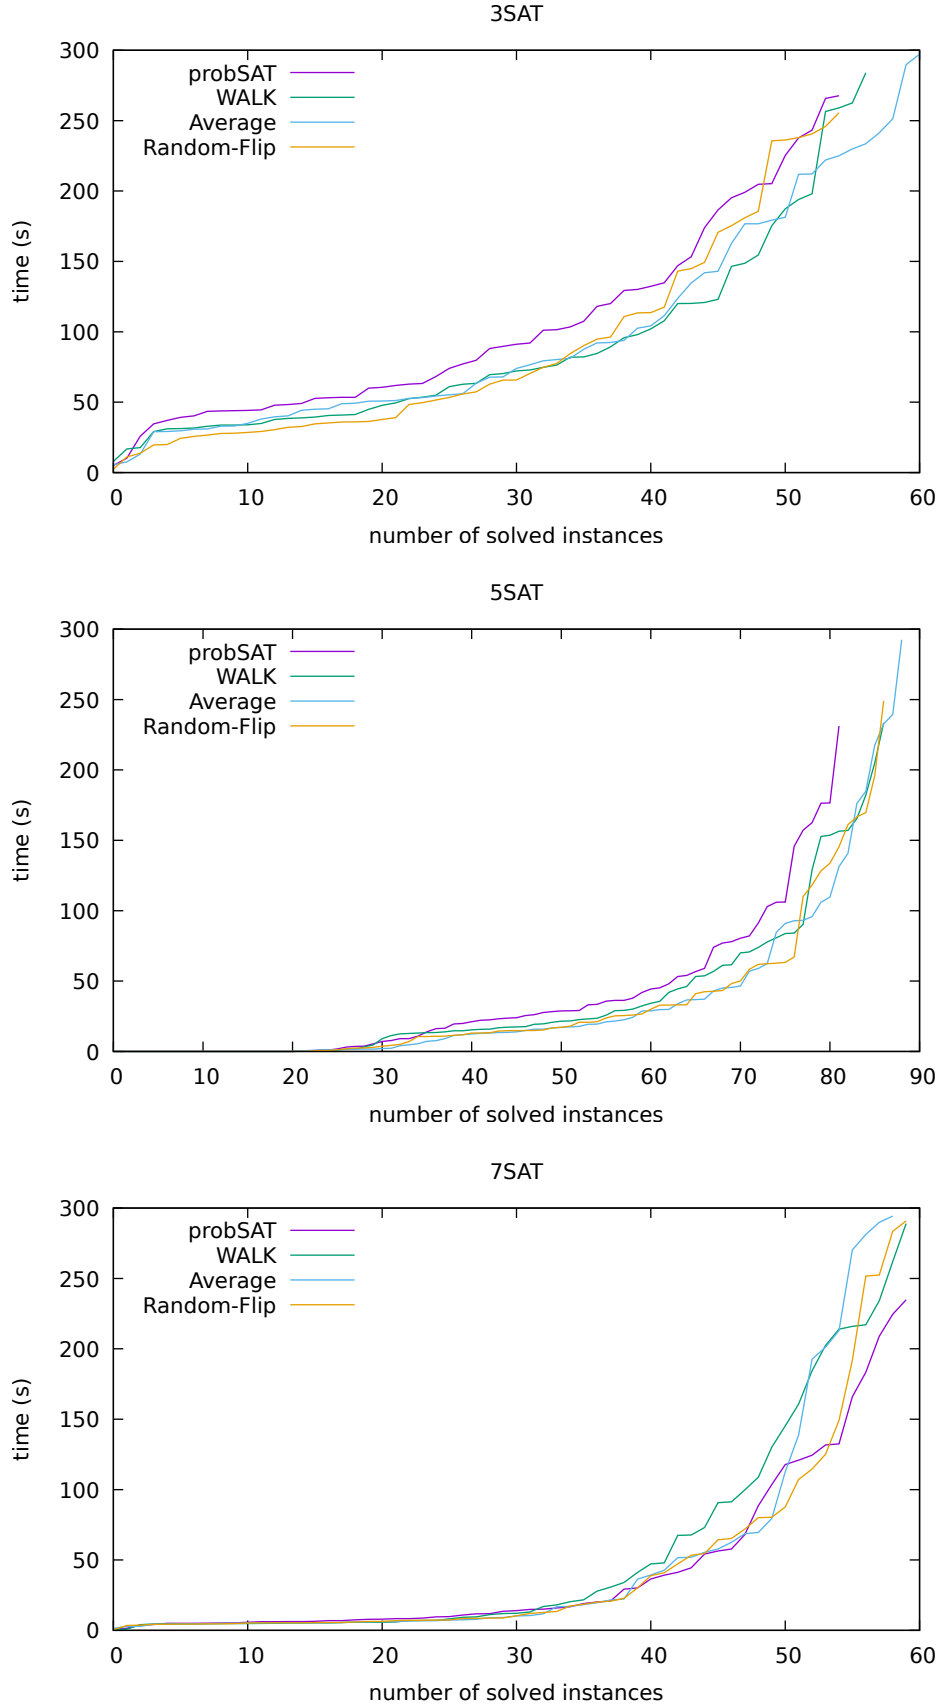 3SAT
300
250
200
150
100
50
0
time (s)
probSAT
WALK
Average
Random-Flip
0 10 20 30 40 50 60
number of solved instances
5SAT
300
250
200
150
100
50
0
time (s)
probSAT
WALK
Average
Random-Flip
0 10 20 30 40 50 60 70 80 90
number of solved instances
7SAT
300
250
200
150
100
50
0
time (s)
probSAT
WALK
Average
Random-Flip
0 10 20 30 40 50 60
number of solved instances